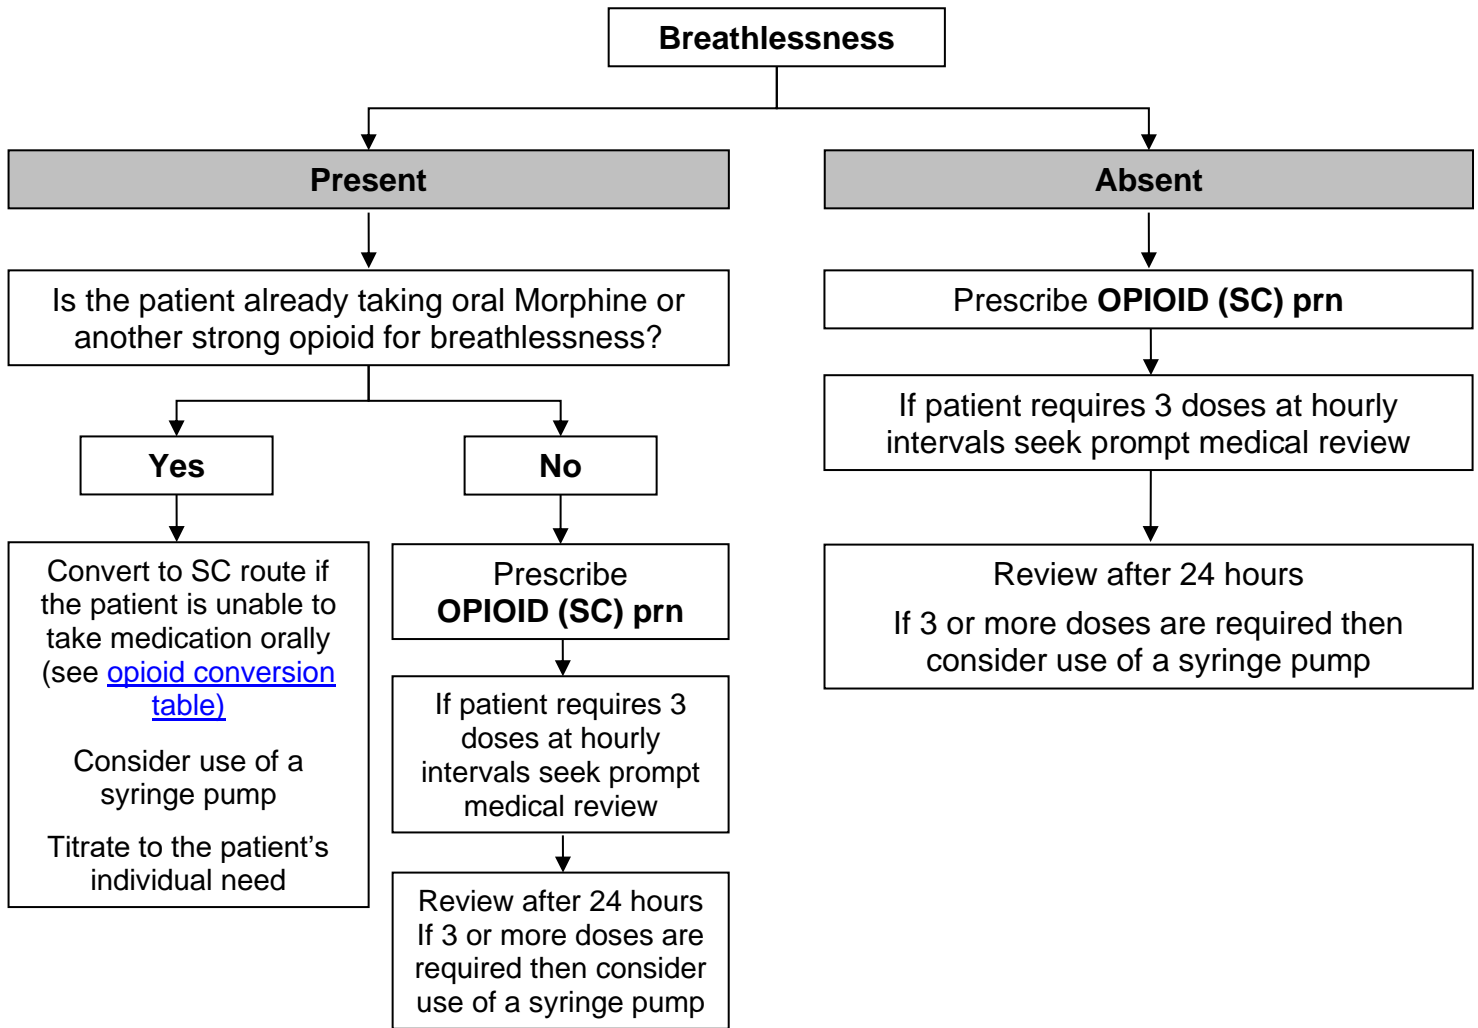 Breathlessness
Present
Absent
Is the patient already taking oral Morphine or
another strong opioid for breathlessness?
Yes
No
Convert to SC route if
the patient is unable to
take medication orally
(see opioid conversion
table)
Consider use of a
syringe pump
Titrate to the patient’s
individual need
Prescribe
OPIOID (SC) prn
If patient requires 3
doses at hourly
intervals seek prompt
medical review
Review after 24 hours
If 3 or more doses are
required then consider
use of a syringe pump
Prescribe OPIOID (SC) prn
If patient requires 3 doses at hourly
intervals seek prompt medical review
Review after 24 hours
If 3 or more doses are required then
consider use of a syringe pump